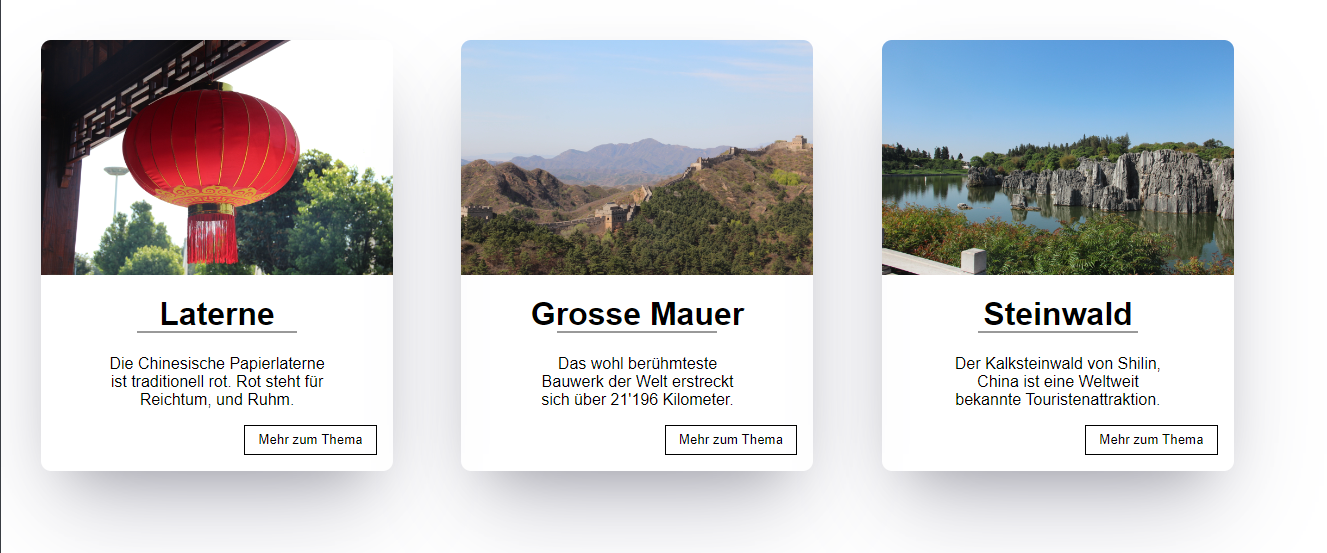 Laterne
Die Chinesische Papierlaterne
ist traditionell rot. Rot steht für
Reichtum, und Ruhm.
Mehr zum Thema
Grosse Mauer
Das wohl berühmteste
Bauwerk der Welt erstreckt
sich über 21'196 Kilometer.
Mehr zum Thema
Steinwald
Der Kalksteinwald von Shilin,
China ist eine Weltweit
bekannte Touristenattraktion.
Mehr zum Thema